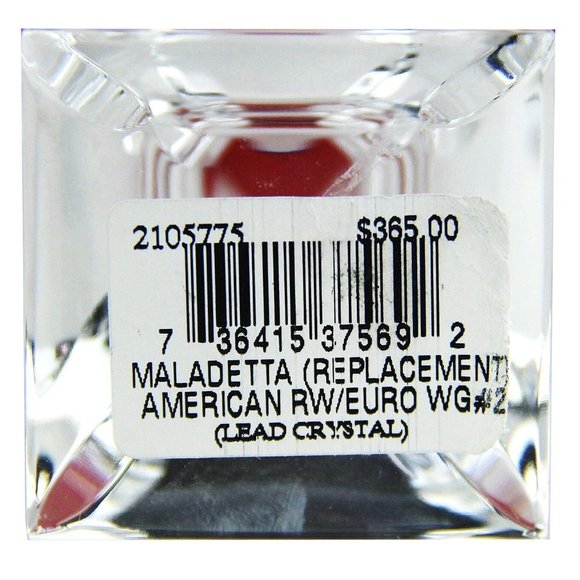 2105775 $365.00
7 36415 37569 2
MALADETTA (REPLACEMENT)
AMERICAN RW/EURO WG#2
(LEAD CRYSTAL)